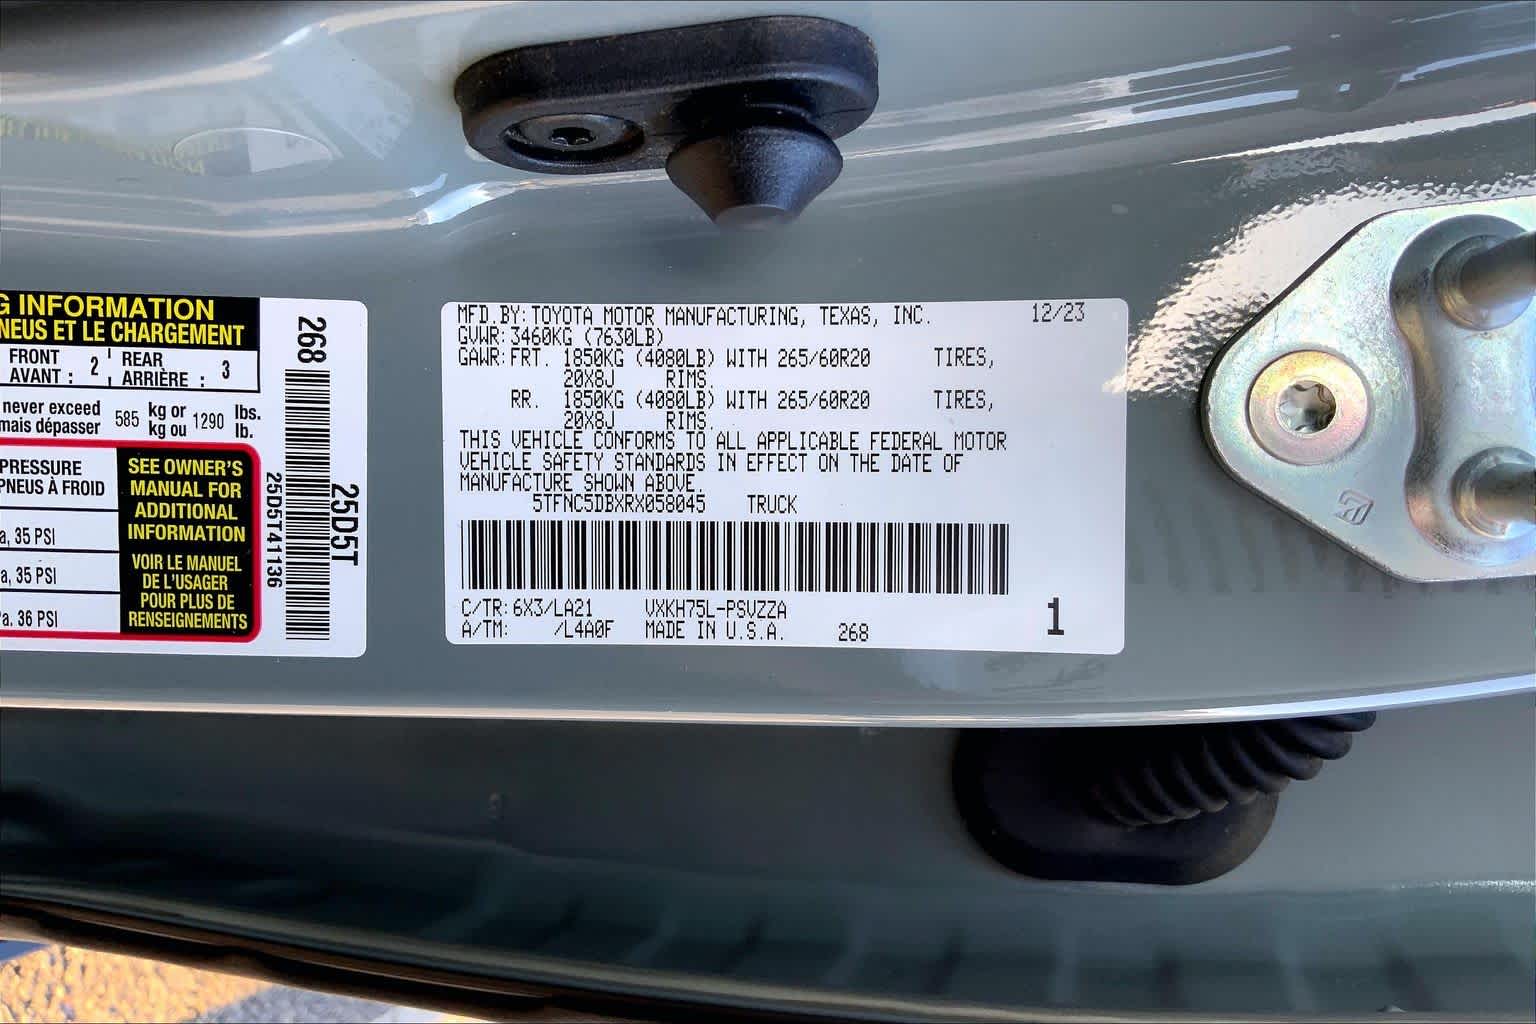 G INFORMATION
NEUS ET LE CHARGEMENT
FRONT
AVANT : 2
REAR
ARRIÈRE : 3
never exceed
mais dépasser
585 kg or
kg ou 1290 lbs.
lb.
PRESSURE
PNEUS À FROID
a, 35 PSI
a, 35 PSI
Pa, 36 PSI
SEE OWNER'S
MANUAL FOR
ADDITIONAL
INFORMATION
VOIR LE MANUEL
DE L'USAGER
POUR PLUS DE
RENSEIGNEMENTS
268
25D5T41136
25D5T
MFD.BY:TOYOTA MOTOR MANUFACTURING, TEXAS, INC. 12/23
GVWR:3460KG (7630LB)
GAWR:FRT. 1850KG (4080LB) WITH 265/60R20 TIRES,
20X8J RIMS.
RR. 1850KG (4080LB) WITH 265/60R20 TIRES,
20X8J RIMS.
THIS VEHICLE CONFORMS TO ALL APPLICABLE FEDERAL MOTOR
VEHICLE SAFETY STANDARDS IN EFFECT ON THE DATE OF
MANUFACTURE SHOWN ABOVE.
5TFNC5DBXRX058045 TRUCK
C/TR:6X3/LA21 VXKH75L-PSVZZA
A/TM: /L4A0F MADE IN U.S.A. 268
1